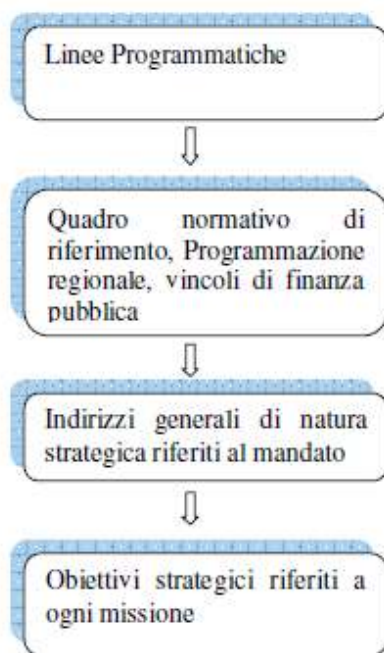 Linee Programmatiche
Quadro normativo di
riferimento, Programmazione
regionale, vincoli di finanza
pubblica
Indirizzi generali di natura
strategica riferiti al mandato
Obiettivi strategici riferiti a
ogni missione